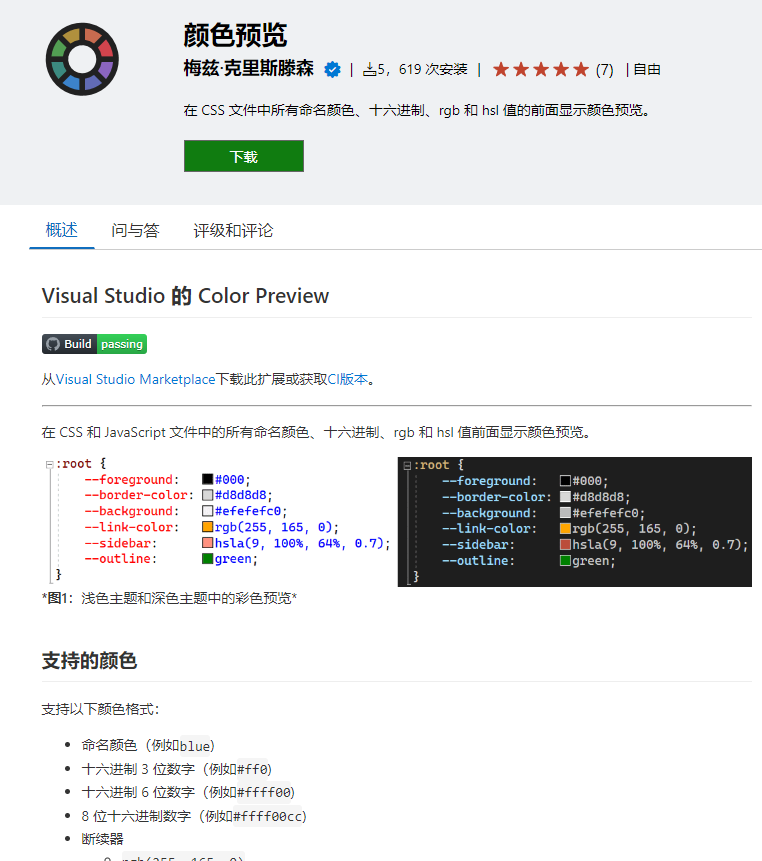 颜色预览
梅兹·克里斯滕森 | 5，619 次安装 | (7) | 自由
在 CSS 文件中所有命名颜色、十六进制、rgb 和 hsl 值的前面显示颜色预览。
下载
概述 问与答 评级和评论
Visual Studio 的 Color Preview
Build passing
从Visual Studio Marketplace下载此扩展或获取CI版本。
在 CSS 和 JavaScript 文件中的所有命名颜色、十六进制、rgb 和 hsl 值前面显示颜色预览。
:root {
--foreground: #000;
--border-color: #d8d8d8;
--background: #efefefc0;
--link-color: rgb(255, 165, 0);
--sidebar: hsla(9, 100%, 64%, 0.7);
--outline: green;
}
:root {
--foreground: #000;
--border-color: #d8d8d8;
--background: #efefefc0;
--link-color: rgb(255, 165, 0);
--sidebar: hsla(9, 100%, 64%, 0.7);
--outline: green;
}
*图1：浅色主题和深色主题中的彩色预览*
支持的颜色
支持以下颜色格式：
命名颜色（例如blue）
十六进制 3 位数字（例如#ff0）
十六进制 6 位数字（例如#ffff00）
8 位十六进制数字（例如#ffff00cc）
断续器
rgb(255, 165, 0)